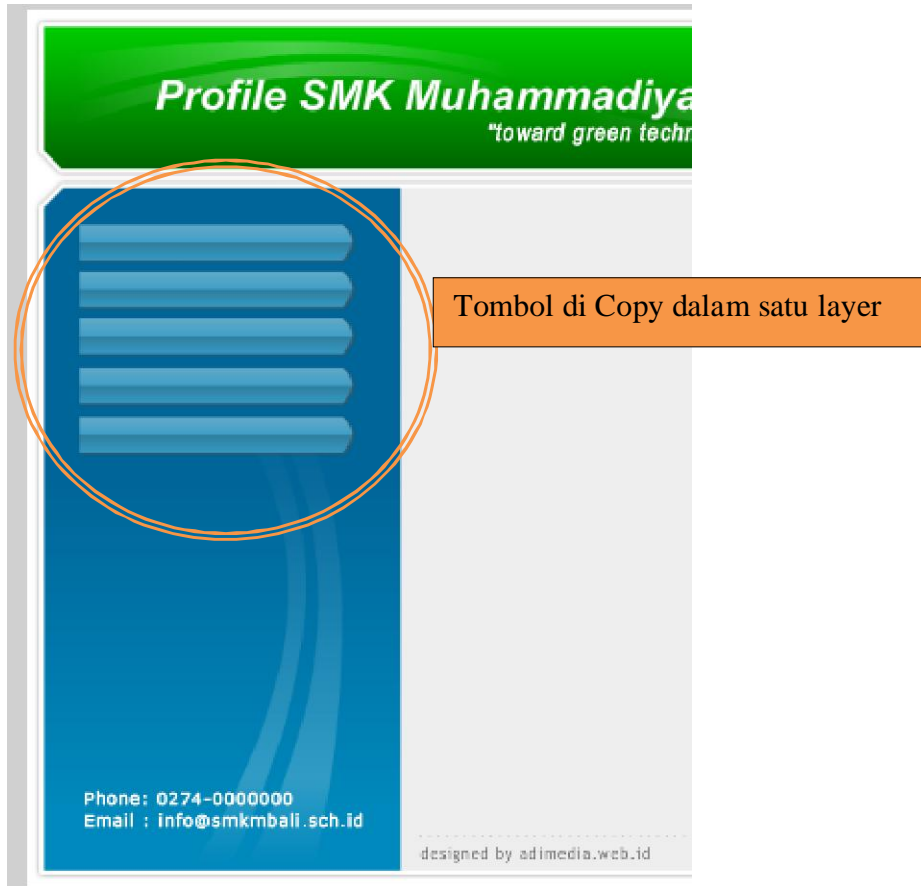 Profile SMK Muhammadiya
"toward green techn
Tombol di Copy dalam satu layer
Phone: 0274-0000000
Email : info@smkmbali.sch.id
designed by adimedia.web.id